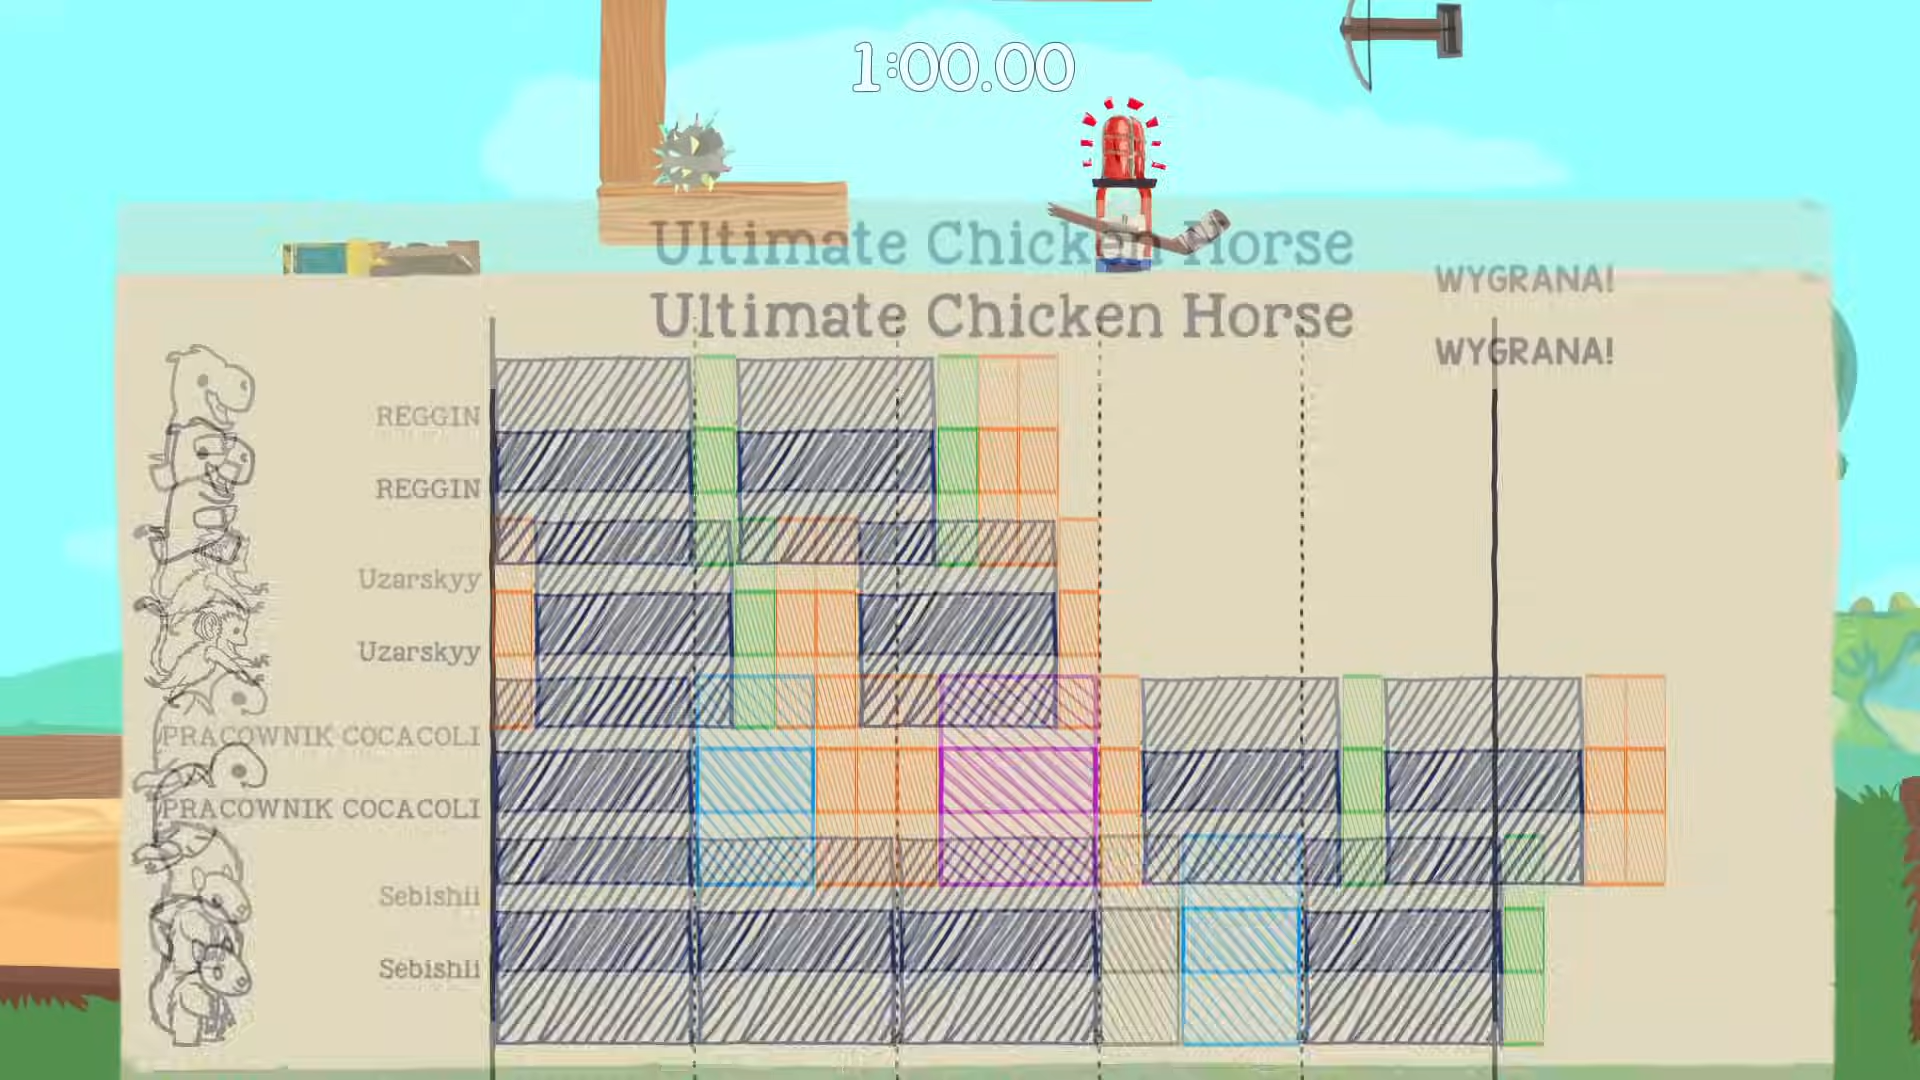 1:00.00
Ultimate Chicken Horse
WYGRANA!
Ultimate Chicken Horse
WYGRANA!
REGGIN
REGGIN
Uzarskyy
Uzarskyy
PRACOWNIK COCACOLI
PRACOWNIK COCACOLI
Sebishii
Sebishii